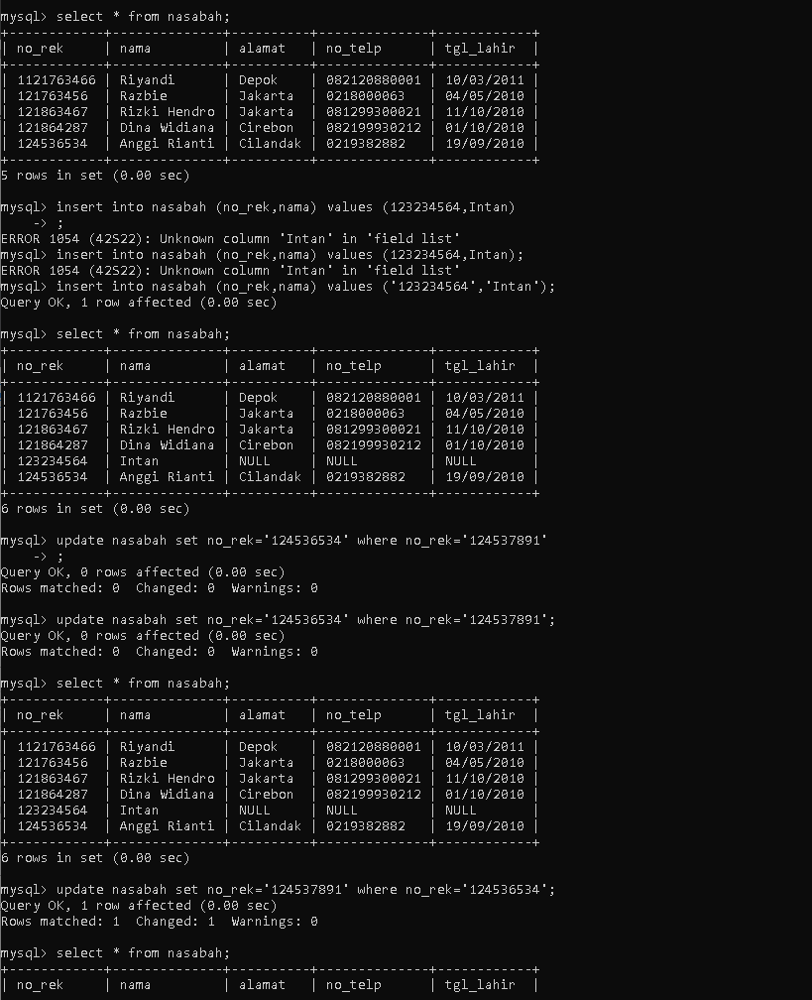 mysql> select * from nasabah;
+------------+--------------+----------+--------------+------------+
| no_rek     | nama         | alamat   | no_telp      | tgl_lahir  |
+------------+--------------+----------+--------------+------------+
| 1121763466 | Riyandi      | Depok    | 082120880001 | 10/03/2011 |
| 121763456  | Razbie       | Jakarta  | 0218000063   | 04/05/2010 |
| 121863467  | Rizki Hendro | Jakarta  | 081299300021 | 11/10/2010 |
| 121864287  | Dina Widiana | Cirebon  | 082199930212 | 01/10/2010 |
| 124536534  | Anggi Rianti | Cilandak | 0219382882   | 19/09/2010 |
+------------+--------------+----------+--------------+------------+
5 rows in set (0.00 sec)
mysql> insert into nasabah (no_rek,nama) values (123234564,Intan)
    -> ;
ERROR 1054 (42S22): Unknown column 'Intan' in 'field list'
mysql> insert into nasabah (no_rek,nama) values (123234564,Intan);
ERROR 1054 (42S22): Unknown column 'Intan' in 'field list'
mysql> insert into nasabah (no_rek,nama) values ('123234564','Intan');
Query OK, 1 row affected (0.00 sec)
mysql> select * from nasabah;
+------------+--------------+----------+--------------+------------+
| no_rek     | nama         | alamat   | no_telp      | tgl_lahir  |
+------------+--------------+----------+--------------+------------+
| 1121763466 | Riyandi      | Depok    | 082120880001 | 10/03/2011 |
| 121763456  | Razbie       | Jakarta  | 0218000063   | 04/05/2010 |
| 121863467  | Rizki Hendro | Jakarta  | 081299300021 | 11/10/2010 |
| 121864287  | Dina Widiana | Cirebon  | 082199930212 | 01/10/2010 |
| 123234564  | Intan        | NULL     | NULL         | NULL       |
| 124536534  | Anggi Rianti | Cilandak | 0219382882   | 19/09/2010 |
+------------+--------------+----------+--------------+------------+
6 rows in set (0.00 sec)
mysql> update nasabah set no_rek='124536534' where no_rek='124537891'
    -> ;
Query OK, 0 rows affected (0.00 sec)
Rows matched: 0  Changed: 0  Warnings: 0
mysql> update nasabah set no_rek='124536534' where no_rek='124537891';
Query OK, 0 rows affected (0.00 sec)
Rows matched: 0  Changed: 0  Warnings: 0
mysql> select * from nasabah;
+------------+--------------+----------+--------------+------------+
| no_rek     | nama         | alamat   | no_telp      | tgl_lahir  |
+------------+--------------+----------+--------------+------------+
| 1121763466 | Riyandi      | Depok    | 082120880001 | 10/03/2011 |
| 121763456  | Razbie       | Jakarta  | 0218000063   | 04/05/2010 |
| 121863467  | Rizki Hendro | Jakarta  | 081299300021 | 11/10/2010 |
| 121864287  | Dina Widiana | Cirebon  | 082199930212 | 01/10/2010 |
| 123234564  | Intan        | NULL     | NULL         | NULL       |
| 124536534  | Anggi Rianti | Cilandak | 0219382882   | 19/09/2010 |
+------------+--------------+----------+--------------+------------+
6 rows in set (0.00 sec)
mysql> update nasabah set no_rek='124537891' where no_rek='124536534';
Query OK, 1 row affected (0.00 sec)
Rows matched: 1  Changed: 1  Warnings: 0
mysql> select * from nasabah;
+------------+--------------+----------+--------------+------------+
| no_rek     | nama         | alamat   | no_telp      | tgl_lahir  |